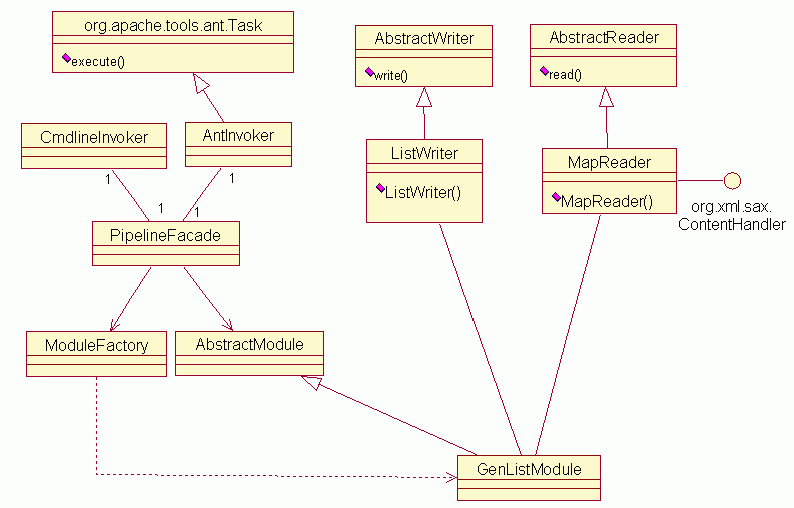 org.apache.tools.ant.Task
execute()
AbstractWriter
write()
AbstractReader
read()
CmdlineInvoker
AntInvoker
ListWriter
ListWriter()
MapReader
MapReader()
org.xml.sax.
ContentHandler
1
1
1
1
PipelineFacade
ModuleFactory
AbstractModule
GenListModule